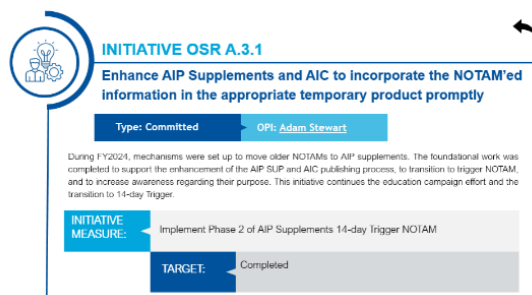 INITIATIVE OSR A.3.1
Enhance AIP Supplements and AIC to incorporate the NOTAM'ed
information in the appropriate temporary product promptly
Type: Committed
OPI: Adam Stewart
During FY2024, mechanisms were set up to move older NOTAMs to AIP supplements. The foundational work was
completed to support the enhancement of the AIP SUP and AIC publishing process, to transition to trigger NOTAM,
and to increase awareness regarding their purpose. This initiative continues the education campaign effort and the
transition to 14-day Trigger.
INITIATIVE
MEASURE:
Implement Phase 2 of AIP Supplements 14-day Trigger NOTAM
TARGET:
Completed